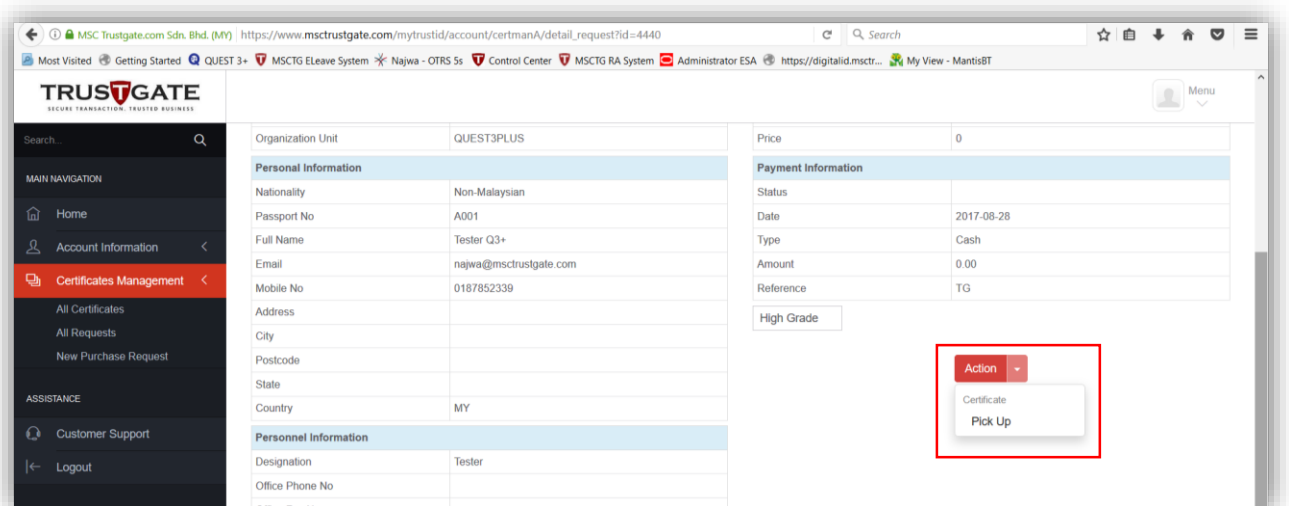 MSC Trustgate.com Sdn. Bhd. (MY) https://www.msctrustgate.com/mytrustid/account/certmanA/detail_request?id=4440 Search
Most Visited Getting Started QUEST 3+ MSCTG ELeave System Najwa - OTRS 5s Control Center MSCTG RA System Administrator ESA https://digitalid.msctr... My View - MantisBT
TRUSTGATE
SECURE TRANSACTION. TRUSTED BUSINESS
Menu
Search...
MAIN NAVIGATION
Home
Account Information
Certificates Management
All Certificates
All Requests
New Purchase Request
ASSISTANCE
Customer Support
Logout
Organization Unit QUEST3PLUS
Personal Information
Nationality Non-Malaysian
Passport No A001
Full Name Tester Q3+
Email najwa@msctrustgate.com
Mobile No 0187852339
Address
City
Postcode
State
Country MY
Personnel Information
Designation Tester
Office Phone No
Price 0
Payment Information
Status
Date 2017-08-28
Type Cash
Amount 0.00
Reference TG
High Grade
Action
Certificate
Pick Up